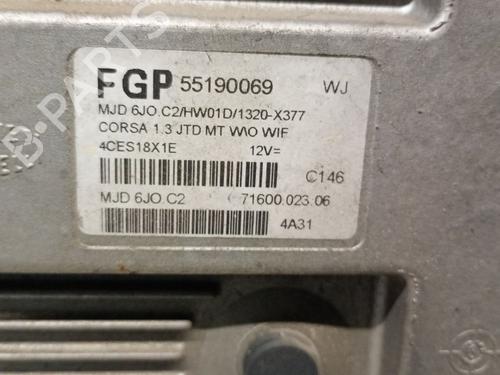 FGP 55190069 WJ
MJD 6JO.C2/HW01D/1320-X377
CORSA 1.3 JTD MT W\O WIF
4CES18X1E 12V=
C146
MJD 6JO.C2 71600.023.06
4A31